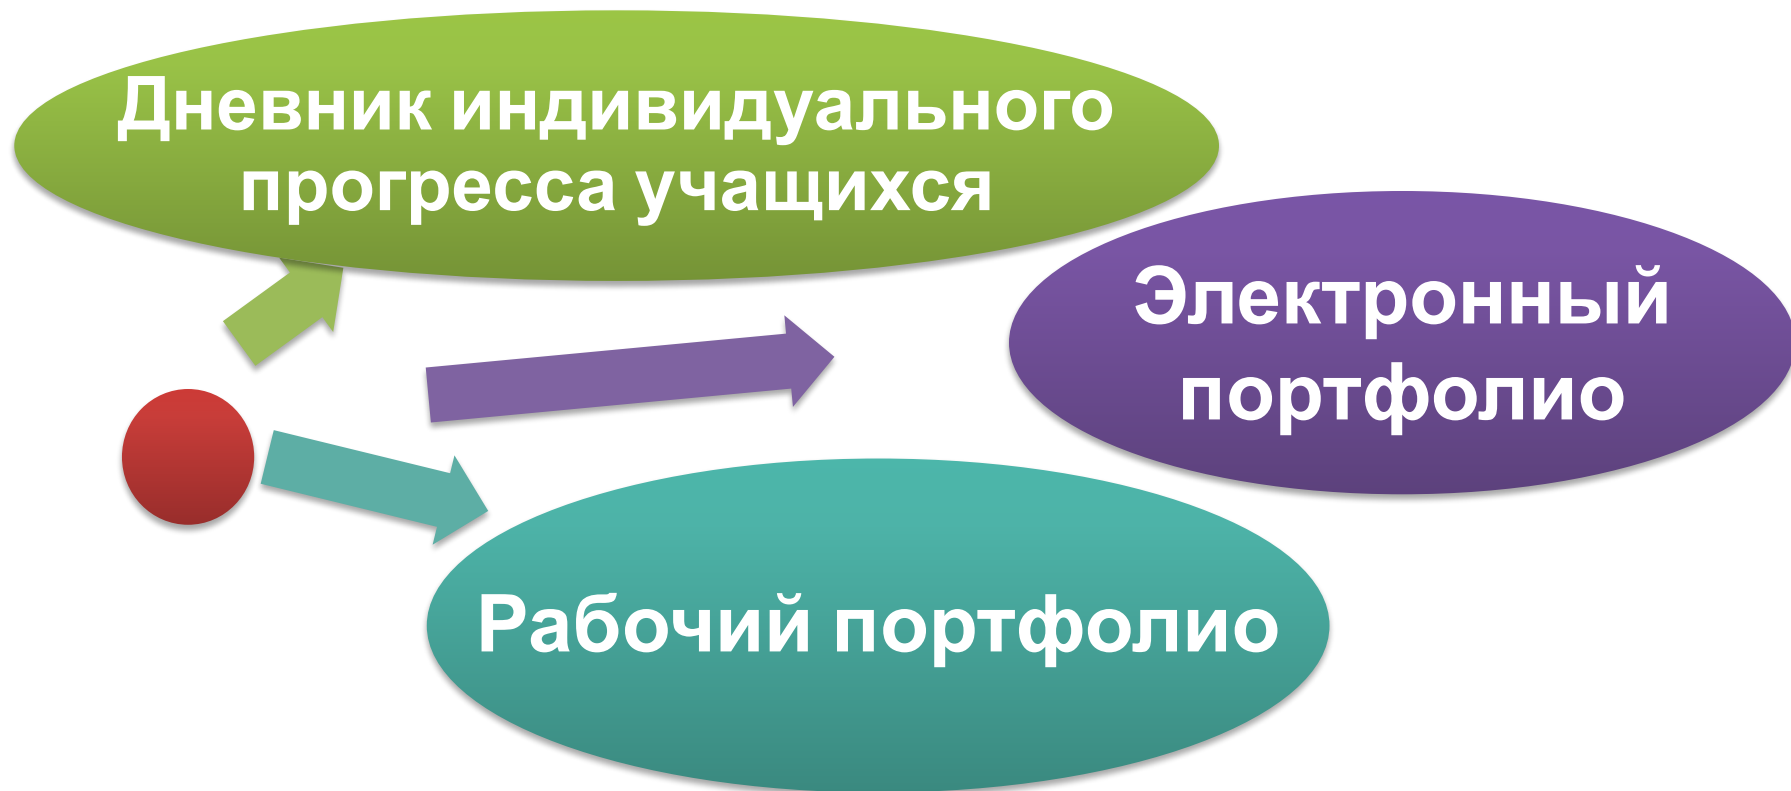 Дневник индивидуального
прогресса учащихся
Электронный
портфолио
Рабочий портфолио